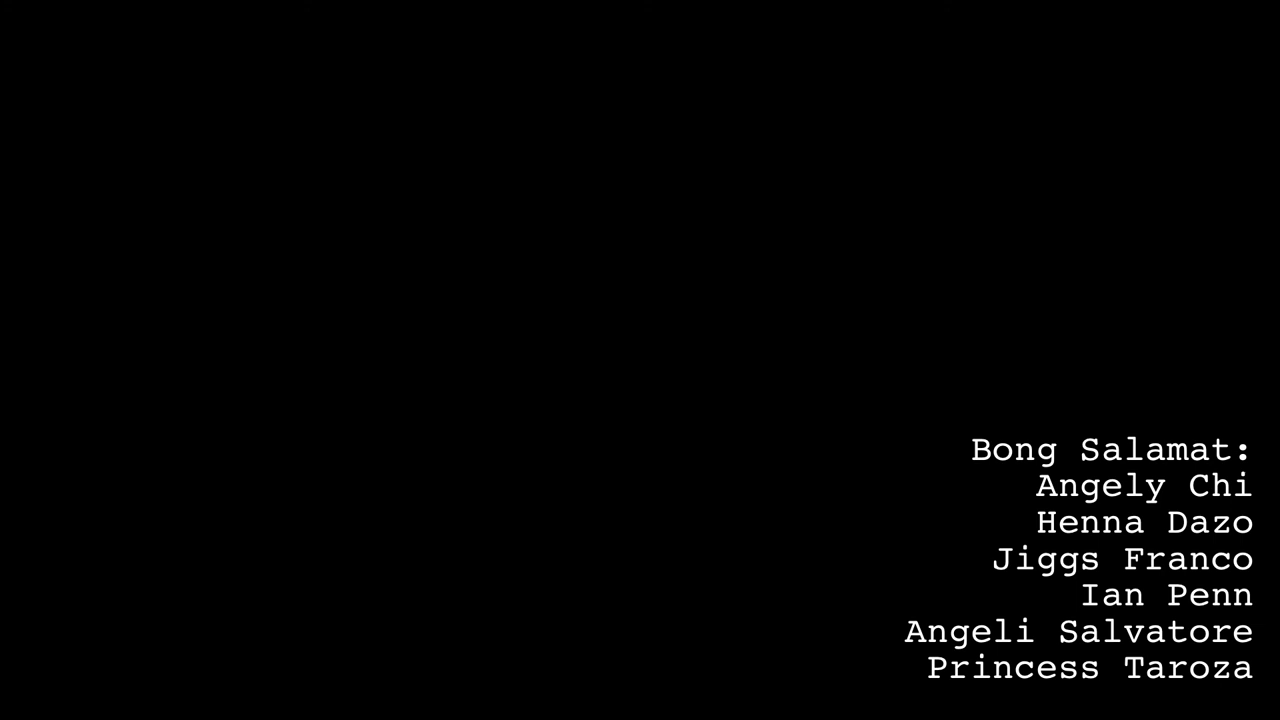 Bong Salamat:
Angely Chi
Henna Dazo
Jiggs Franco
Ian Penn
Angeli Salvatore
Princess Taroza